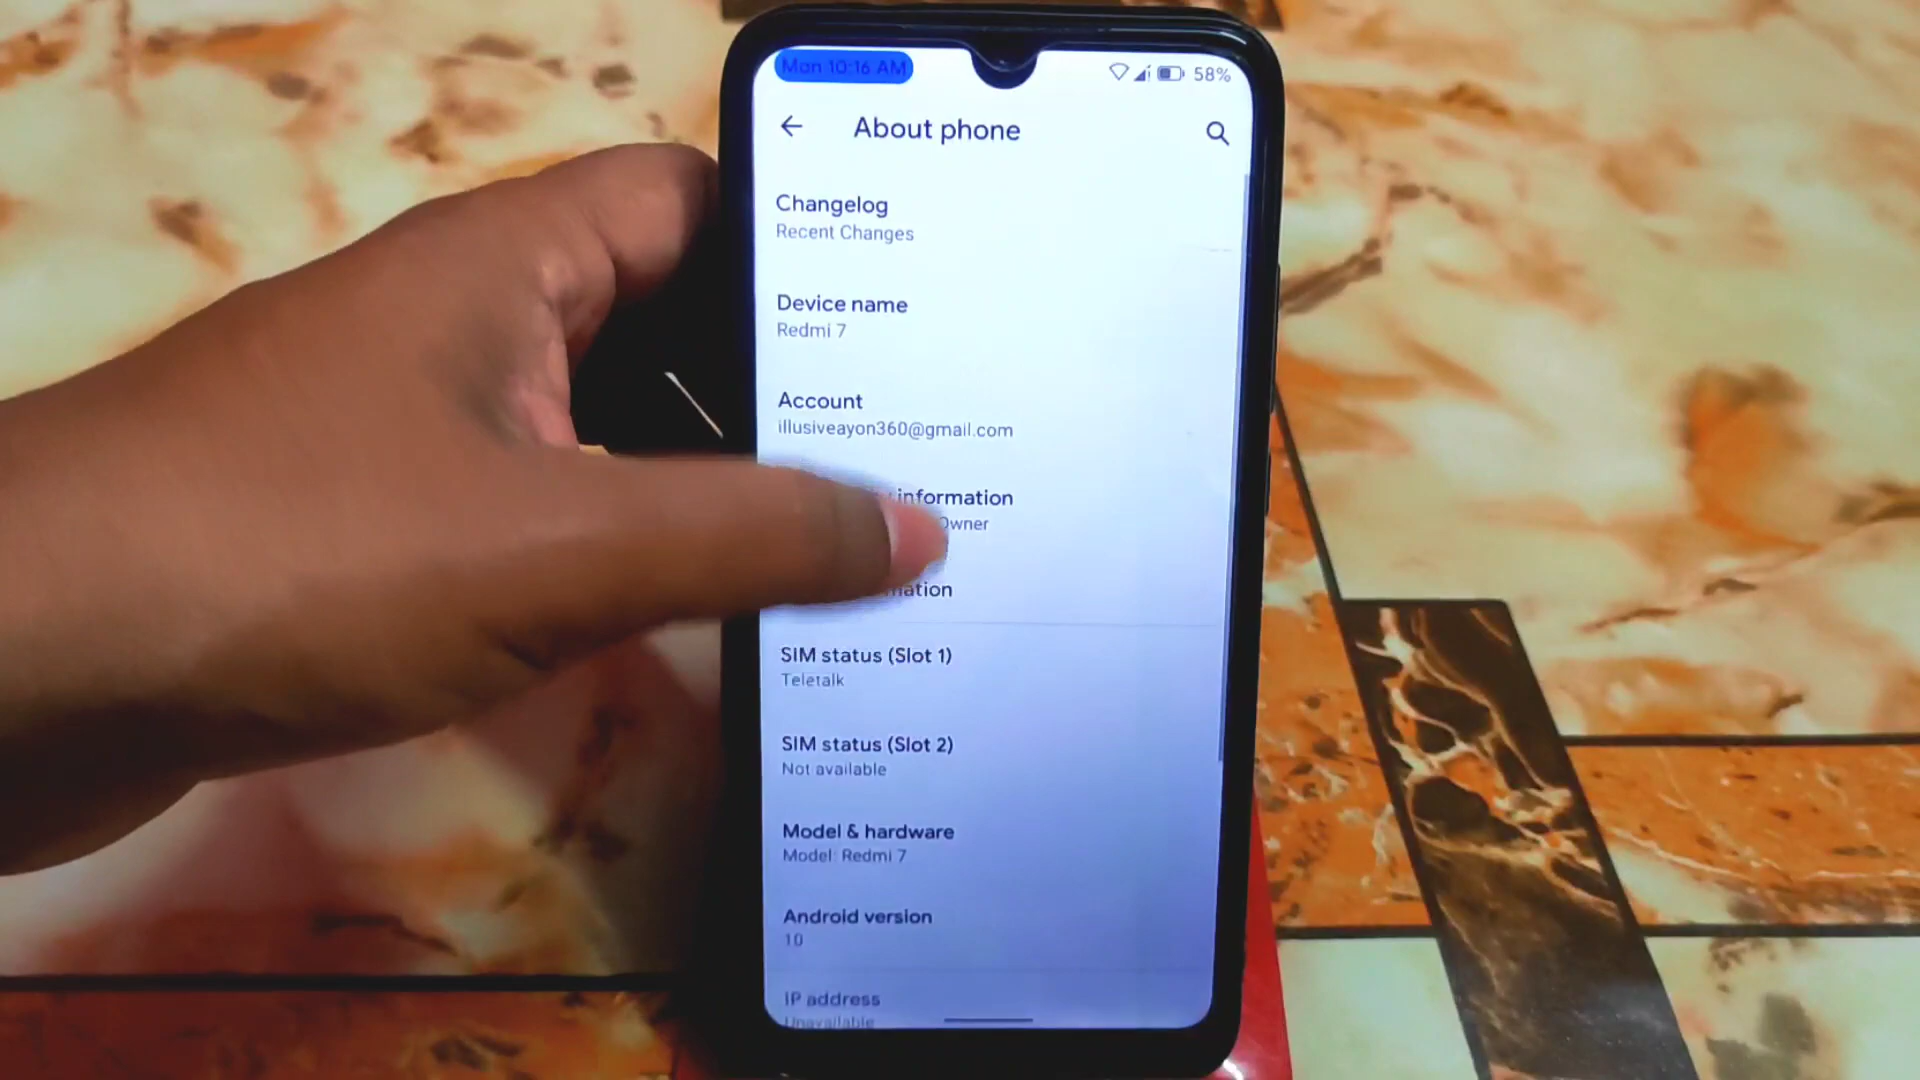 Mon 10:16 AM
58%
About phone
Changelog
Recent Changes
Device name
Redmi 7
Account
illusiveayon360@gmail.com
information
Owner
SIM status (Slot 1)
Teletalk
SIM status (Slot 2)
Not available
Model & hardware
Model: Redmi 7
Android version
10
IP address
Unavailable